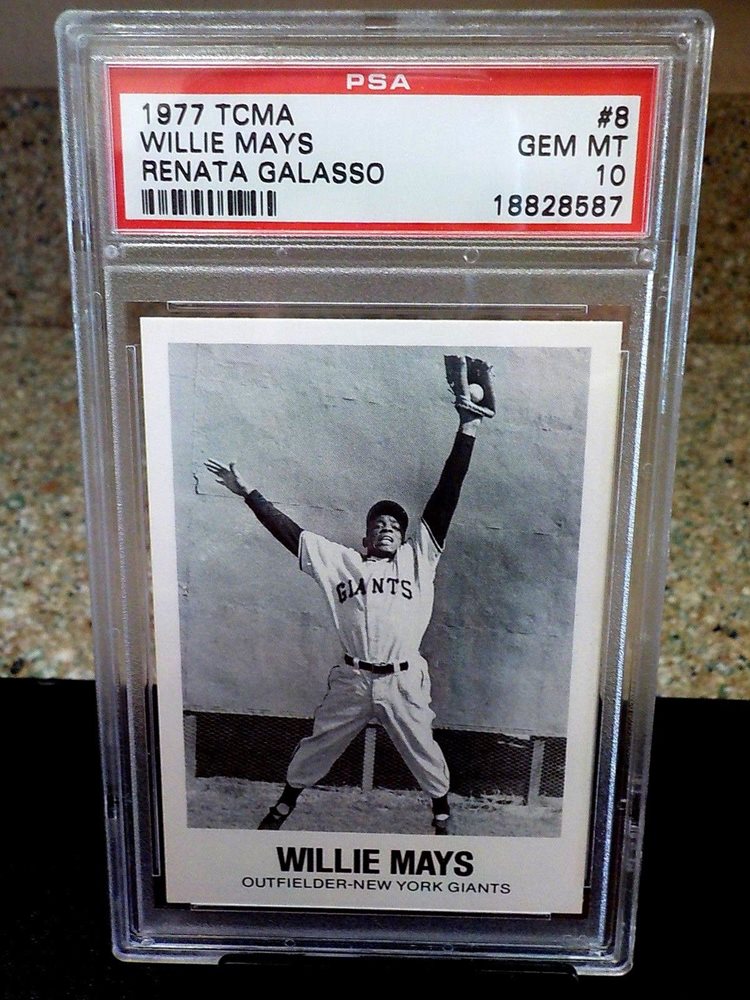 PSA
1977 TCMA #8
WILLIE MAYS GEM MT
RENATA GALASSO 10
18828587
GIANTS
WILLIE MAYS
OUTFIELDER-NEW YORK GIANTS